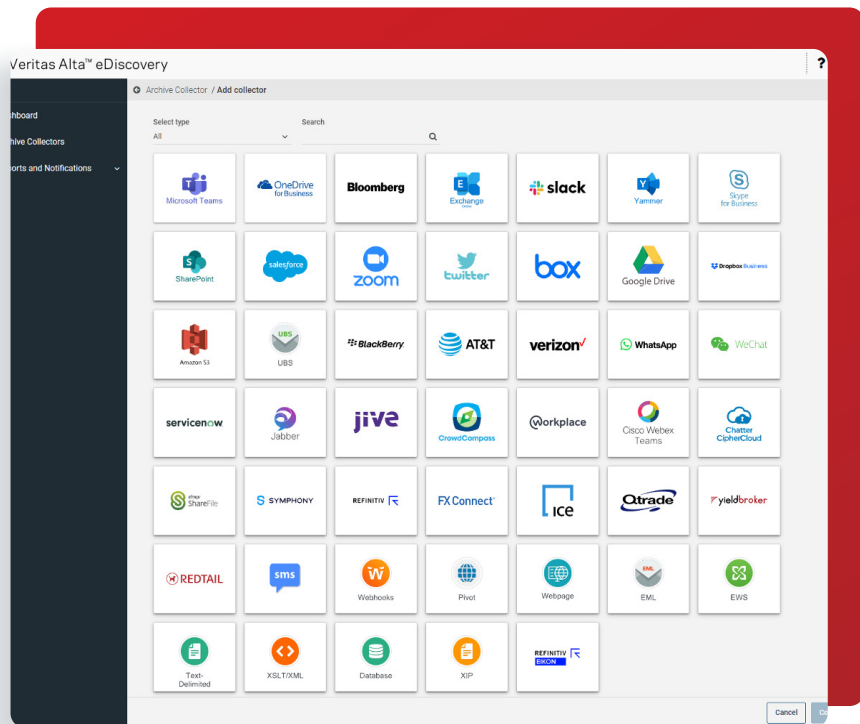 Veritas Alta™ eDiscovery
?
Archive Collector / Add collector
shboard
hive Collectors
orts and Notifications
Select type
Search
All
Microsoft Teams
OneDrive
for Business
Bloomberg
Exchange
Online
slack
Yammer
Skype
for Business
SharePoint
salesforce
zoom
twitter
box
Google Drive
Dropbox Business
Amazon S3
UBS
UBS
BlackBerry
AT&T
verizon✓
WhatsApp
WeChat
servicenow
Jabber
jive
CrowdCompass
@workplace
Cisco Webex
Teams
Chatter
CipherCloud
citrix
ShareFile
SYMPHONY
REFINITIV
FX Connect
ICE
Qtrade
yieldbroker
REDTAIL
sms
Webhooks
Pivot
Webpage
EML
EML
EWS
Text-
Delimited
XSLT/XML
Database
XIP
REFINITIV
EIKON
Cancel